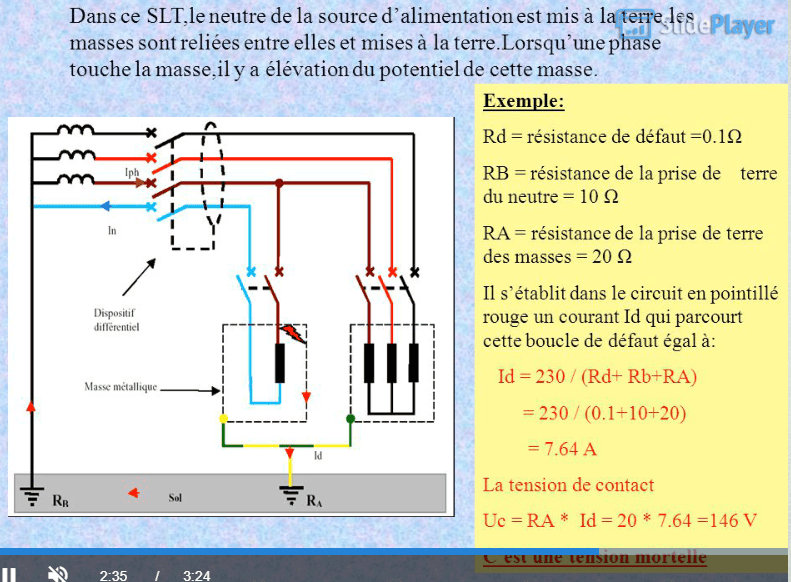 Dans ce SLT,le neutre de la source d’alimentation est mis à la terre,les
masses sont reliées entre elles et mises à la terre.Lorsqu’une phase
touche la masse,il y a élévation du potentiel de cette masse.
SlidePlayer
Exemple:
Rd = résistance de défaut =0.1Ω
RB = résistance de la prise de terre
du neutre = 10 Ω
RA = résistance de la prise de terre
des masses = 20 Ω
Il s’établit dans le circuit en pointillé
rouge un courant Id qui parcourt
cette boucle de défaut égal à:
Id = 230 / (Rd+ Rb+RA)
= 230 / (0.1+10+20)
= 7.64 A
La tension de contact
Uc = RA * Id = 20 * 7.64 =146 V
C’est une tension mortelle
Iph
In
Dispositif
différentiel
Masse métallique
Id
RB
Sol
RA
2:35 / 3:24